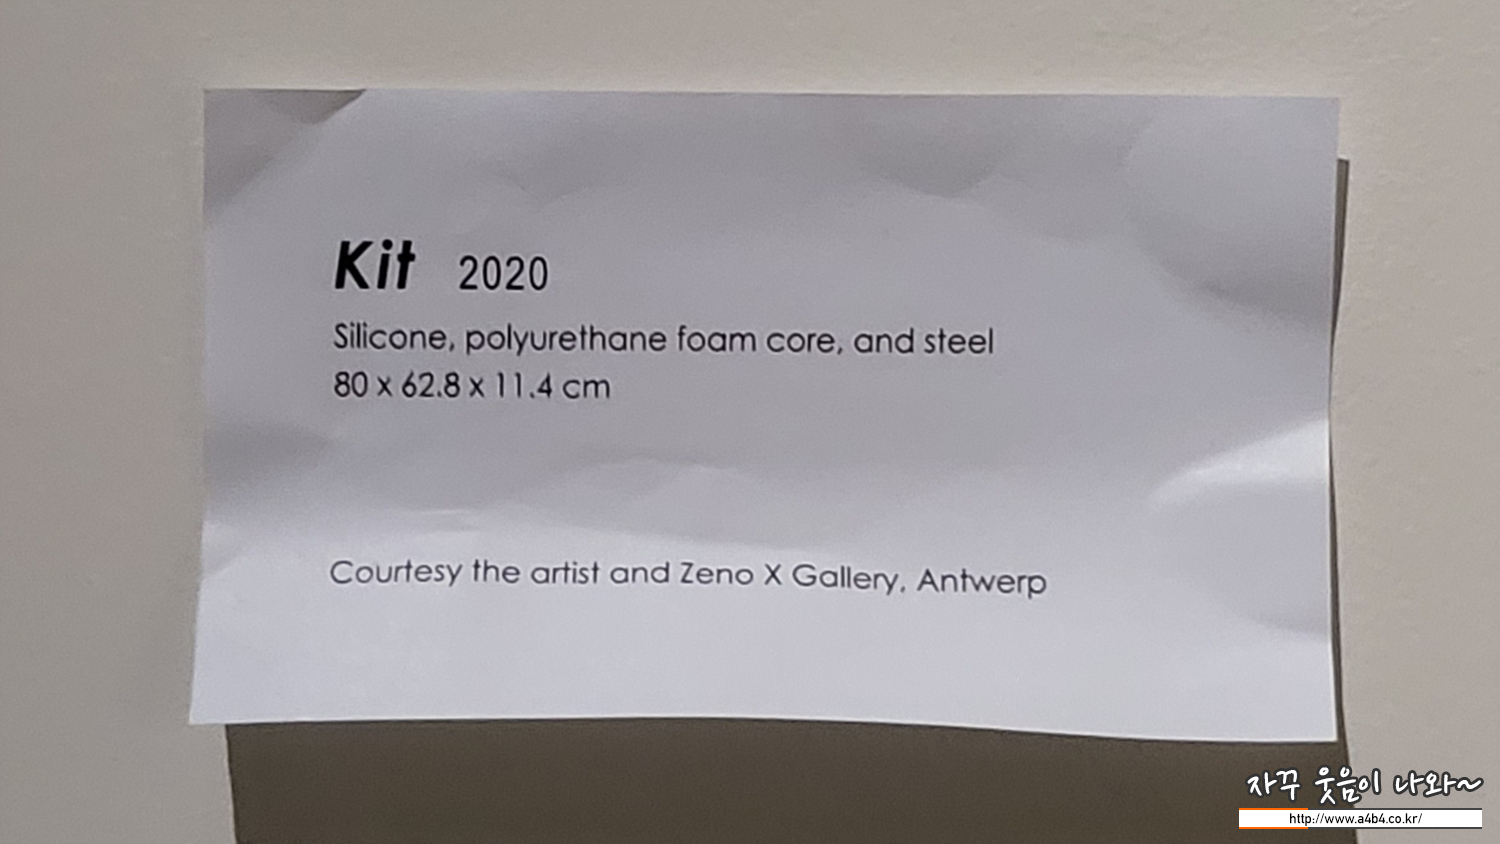 Kit 2020
Silicone, polyurethane foam core, and steel
80 x 62.8 x 11.4 cm
Courtesy the artist and Zeno X Gallery, Antwerp
자꾸 웃음이 나와~
http://www.a4b4.co.kr/